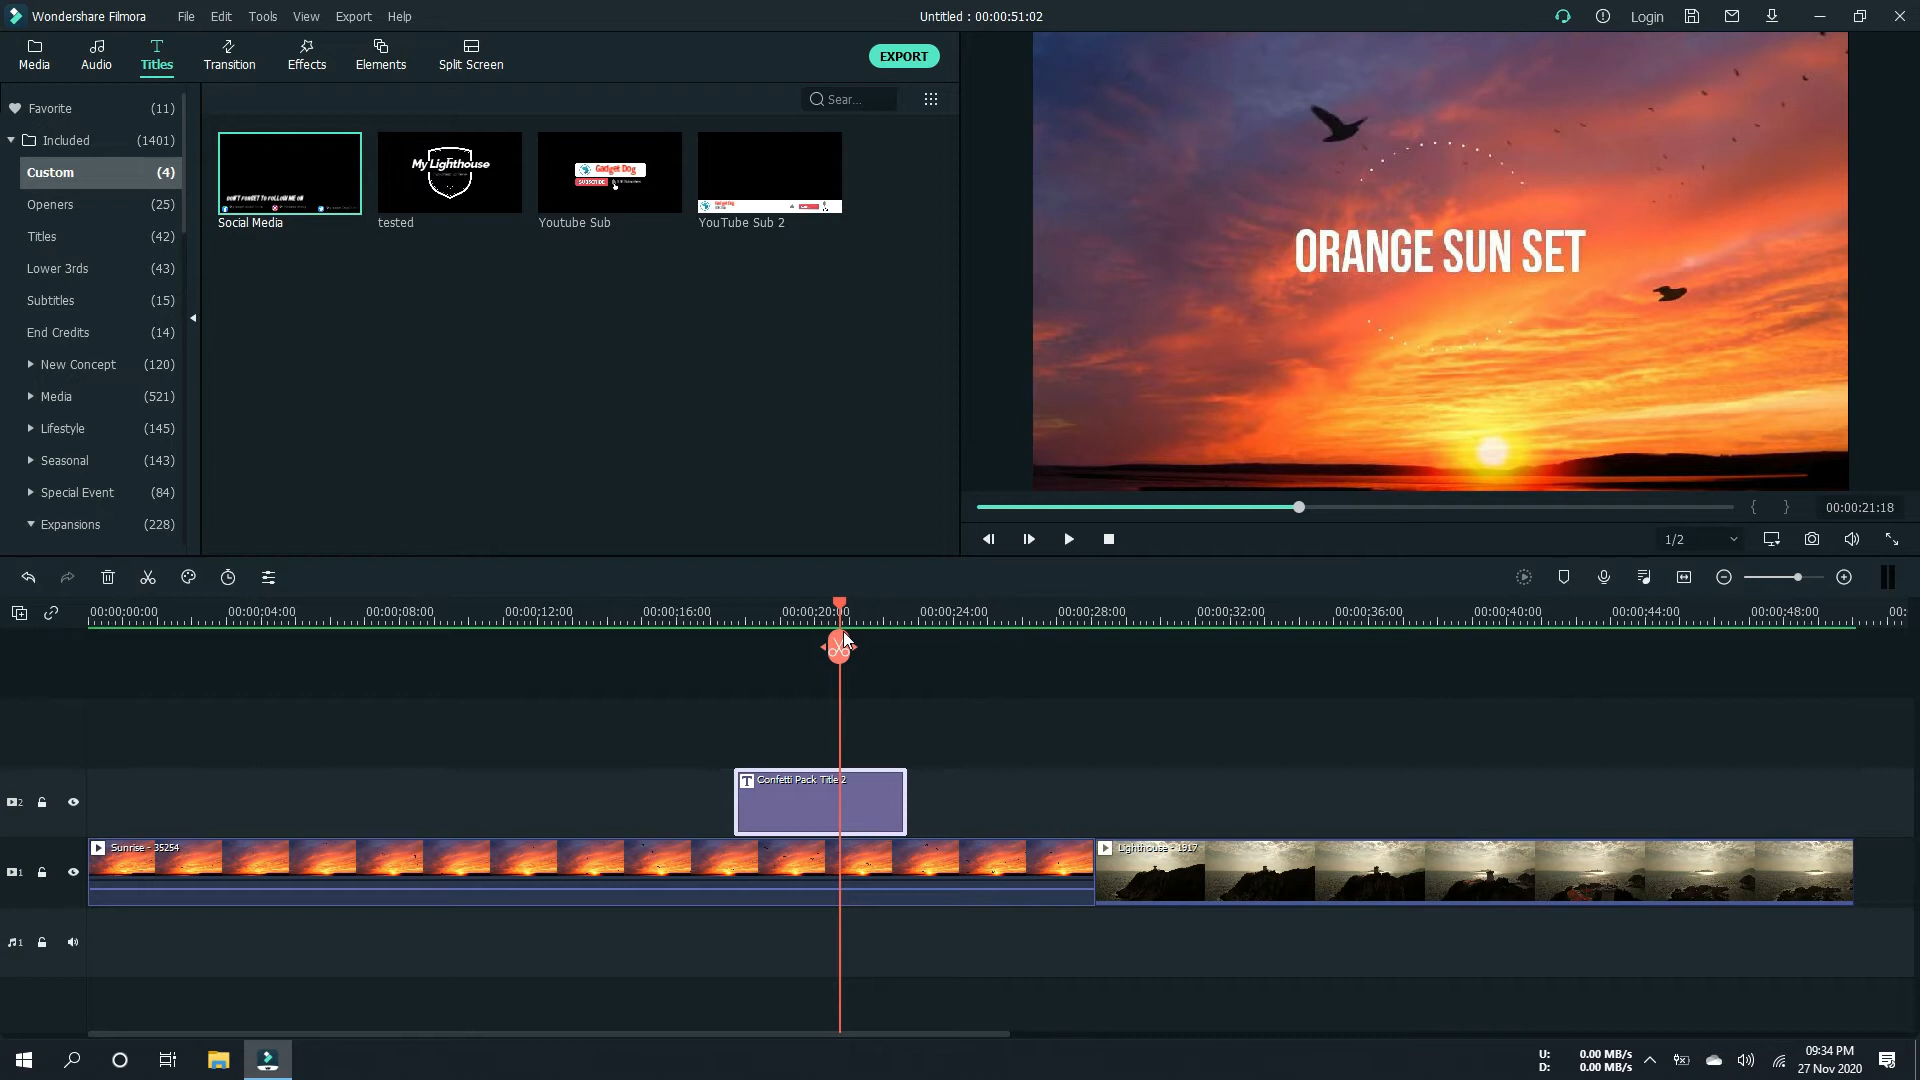 Wondershare Filmora
File Edit Tools View Export Help
Untitled : 00:00:51:02
Login
Media Audio Titles Transition Effects Elements Split Screen
EXPORT
Favorite (11)
Included (1401)
Custom (4)
Openers (25)
Titles (42)
Lower 3rds (43)
Subtitles (15)
End Credits (14)
New Concept (120)
Media (521)
Lifestyle (145)
Seasonal (143)
Special Event (84)
Expansions (228)
Sear...
DON'T FORGET TO FOLLOW ME ON
Social Media
My Lighthouse
tested
Gadget Dog
SUBSCRIBE
Youtube Sub
YouTube Sub 2
ORANGE SUN SET
00:00:21:18
1/2
00:00:00:00 00:00:04:00 00:00:08:00 00:00:12:00 00:00:16:00 00:00:20:00 00:00:24:00 00:00:28:00 00:00:32:00 00:00:36:00 00:00:40:00 00:00:44:00 00:00:48:00 00:
2
T Confetti Pack Title 2
1
Sunrise - 35254
Lighthouse - 1917
1
U: 0.00 MB/s
D: 0.00 MB/s
09:34 PM
27 Nov 2020